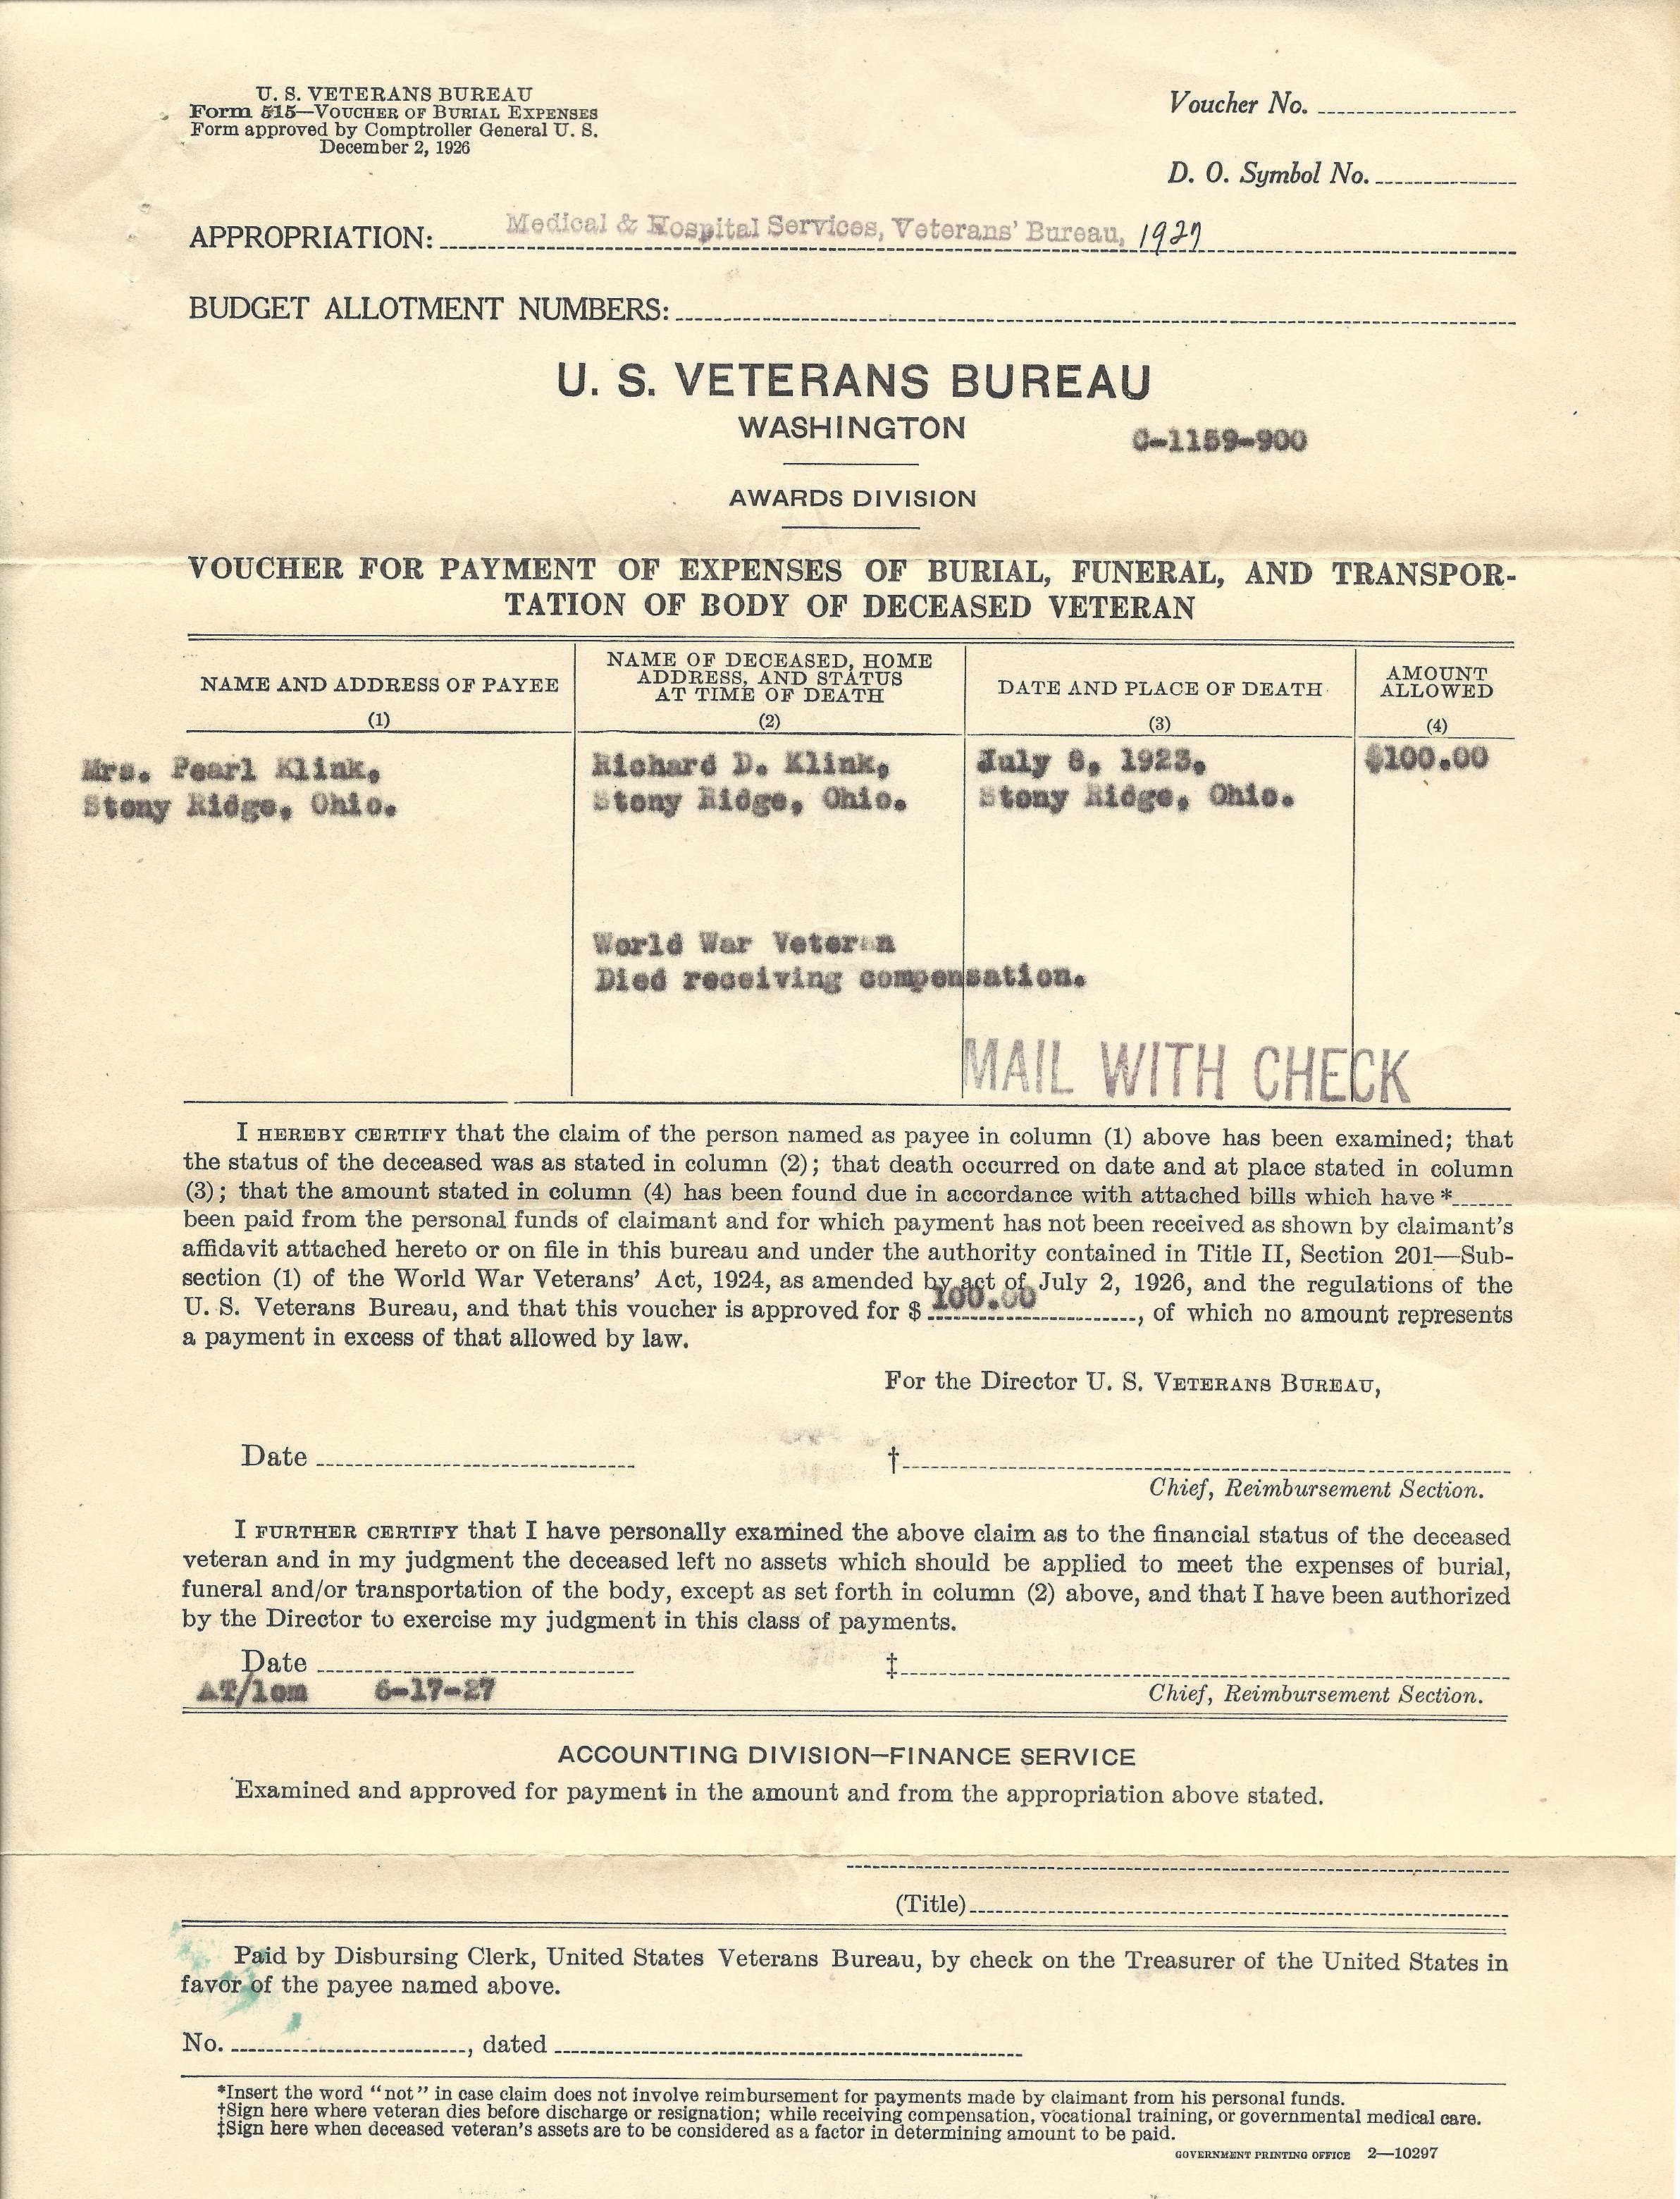 U. S. VETERANS BUREAU
Form 515—VOUCHER OF BURIAL EXPENSES
Form approved by Comptroller General U. S.
December 2, 1926
Voucher No.
D. O. Symbol No.
APPROPRIATION: Medical & Hospital Services, Veterans' Bureau, 1927
BUDGET ALLOTMENT NUMBERS:
U. S. VETERANS BUREAU
WASHINGTON
C-1159-900
AWARDS DIVISION
VOUCHER FOR PAYMENT OF EXPENSES OF BURIAL, FUNERAL, AND TRANSPOR-
TATION OF BODY OF DECEASED VETERAN
NAME AND ADDRESS OF PAYEE
(1)
NAME OF DECEASED, HOME
ADDRESS, AND STATUS
AT TIME OF DEATH
(2)
DATE AND PLACE OF DEATH
(3)
AMOUNT
ALLOWED
(4)
Mrs. Pearl Klink,
Stony Ridge, Ohio.
Richard D. Klink,
Stony Ridge, Ohio.
World War Veteran
Died receiving compensation.
July 8, 1923.
Stony Ridge, Ohio.
$100.00
MAIL WITH CHECK
I HEREBY CERTIFY that the claim of the person named as payee in column (1) above has been examined; that
the status of the deceased was as stated in column (2); that death occurred on date and at place stated in column
(3); that the amount stated in column (4) has been found due in accordance with attached bills which have *
been paid from the personal funds of claimant and for which payment has not been received as shown by claimant's
affidavit attached hereto or on file in this bureau and under the authority contained in Title II, Section 201—Sub-
section (1) of the World War Veterans' Act, 1924, as amended by act of July 2, 1926, and the regulations of the
U. S. Veterans Bureau, and that this voucher is approved for $ 100.00, of which no amount represents
a payment in excess of that allowed by law.
For the Director U. S. VETERANS BUREAU,
Date
†
Chief, Reimbursement Section.
I FURTHER CERTIFY that I have personally examined the above claim as to the financial status of the deceased
veteran and in my judgment the deceased left no assets which should be applied to meet the expenses of burial,
funeral and/or transportation of the body, except as set forth in column (2) above, and that I have been authorized
by the Director to exercise my judgment in this class of payments.
Date
‡
AT/lom 6-17-27
Chief, Reimbursement Section.
ACCOUNTING DIVISION—FINANCE SERVICE
Examined and approved for payment in the amount and from the appropriation above stated.
(Title)
Paid by Disbursing Clerk, United States Veterans Bureau, by check on the Treasurer of the United States in
favor of the payee named above.
No. , dated
*Insert the word "not" in case claim does not involve reimbursement for payments made by claimant from his personal funds.
†Sign here where veteran dies before discharge or resignation; while receiving compensation, vocational training, or governmental medical care.
‡Sign here when deceased veteran's assets are to be considered as a factor in determining amount to be paid.
GOVERNMENT PRINTING OFFICE 2—10297